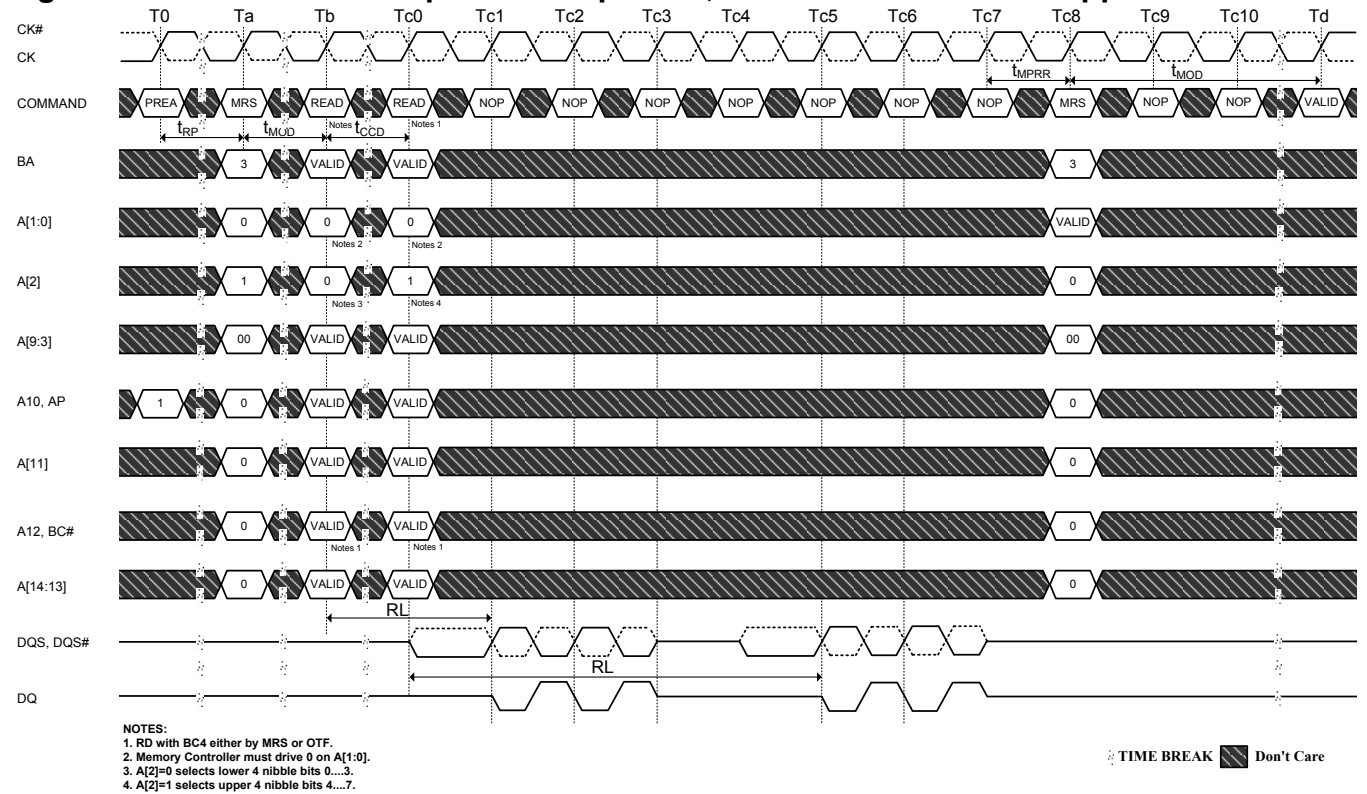 T0 Ta Tb Tc0 Tc1 Tc2 Tc3 Tc4 Tc5 Tc6 Tc7 Tc8 Tc9 Tc10 Td
CK#
CK
tMPRR tMOD
COMMAND PREA MRS READ READ NOP NOP NOP NOP NOP NOP NOP MRS NOP NOP VALID
Notes 1 Notes 1
tRP tMOD tCCD
BA 3 VALID VALID 3
A[1:0] 0 0 0 VALID
Notes 2 Notes 2
A[2] 1 0 1 0
Notes 3 Notes 4
A[9:3] 00 VALID VALID 00
A10, AP 1 0 VALID VALID 0
A[11] 0 VALID VALID 0
A12, BC# 0 VALID VALID 0
Notes 1 Notes 1
A[14:13] 0 VALID VALID 0
RL
DQS, DQS#
RL
DQ
NOTES:
1. RD with BC4 either by MRS or OTF.
2. Memory Controller must drive 0 on A[1:0].
3. A[2]=0 selects lower 4 nibble bits 0....3.
4. A[2]=1 selects upper 4 nibble bits 4....7.
TIME BREAK Don't Care